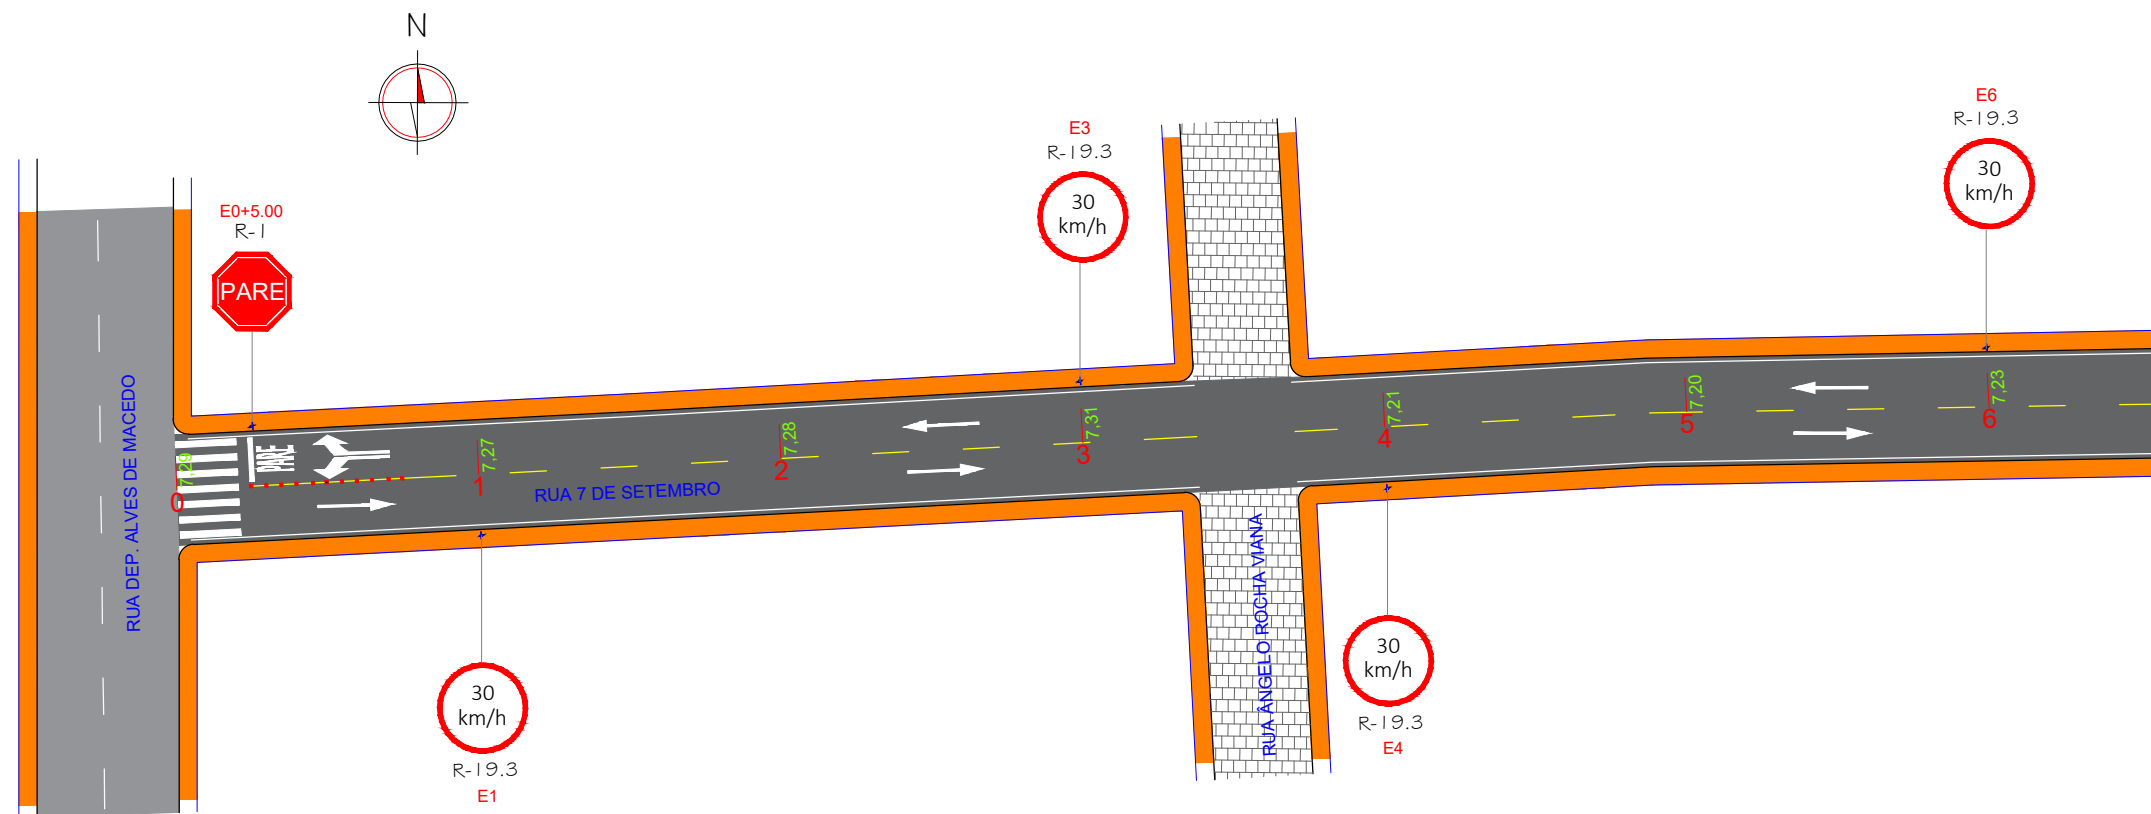 N
E6
R-19.3
30
km/h
E3
R-19.3
30
km/h
E0+5.00
R-1
PARE
RUA DEP. ALVES DE MACEDO
7,29
0
PARE
7,27
1
RUA 7 DE SETEMBRO
7,28
2
7,31
3
7,21
4
7,20
5
7,23
6
RUA ÂNGELO ROCHA VIANA
30
km/h
R-19.3
E4
30
km/h
R-19.3
E1